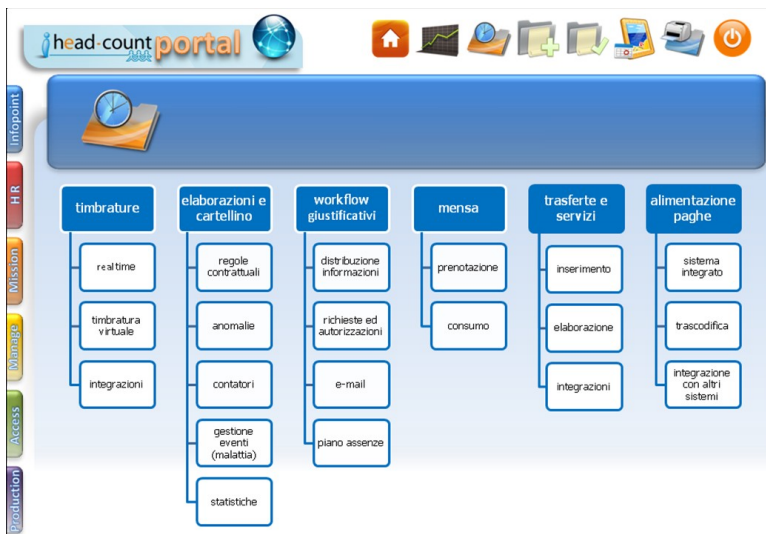 head-count portal
Infopoint
HR
Mission
Manage
Access
Production
timbrature
realtime
timbratura
virtuale
integrazioni
elaborazioni e
cartellino
regole
contrattuali
anomalie
contatori
gestione
eventi
(malattia)
statistiche
workflow
giustificativi
distribuzione
informazioni
richieste ed
autorizzazioni
e-mail
piano assenze
mensa
prenotazione
consumo
trasferte e
servizi
inserimento
elaborazione
integrazioni
alimentazione
paghe
sistema
integrato
trascodifica
integrazione
con altri
sistemi